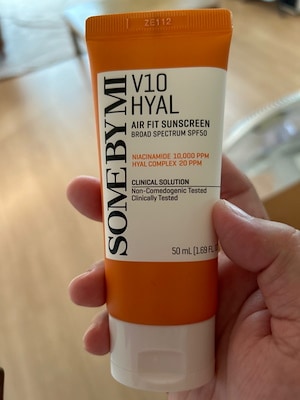 ZE112
SOME BY MI
V10
HYAL
AIR FIT SUNSCREEN
BROAD SPECTRUM SPF50
NIACINAMIDE 10,000 PPM
HYAL COMPLEX 20 PPM
CLINICAL SOLUTION
Non-Comedogenic Tested
Clinically Tested
50 mL [1.69 FL